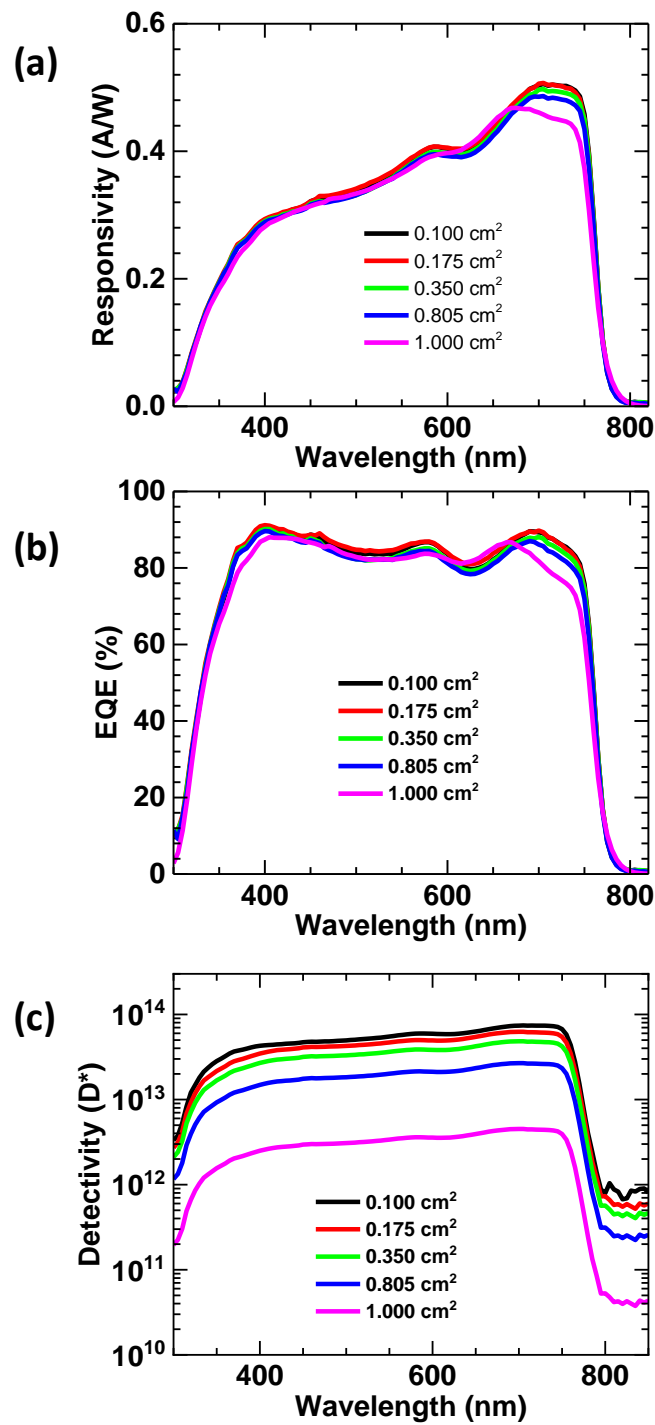 (a)
Responsivity (A/W)
0.6
0.4
0.2
0.0
0.100 cm²
0.175 cm²
0.350 cm²
0.805 cm²
1.000 cm²
400
600
800
Wavelength (nm)
(b)
EQE (%)
100
80
60
40
20
0
0.100 cm²
0.175 cm²
0.350 cm²
0.805 cm²
1.000 cm²
400
600
800
Wavelength (nm)
(c)
Detectivity (D*)
10¹⁴
10¹³
10¹²
10¹¹
10¹⁰
0.100 cm²
0.175 cm²
0.350 cm²
0.805 cm²
1.000 cm²
400
600
800
Wavelength (nm)